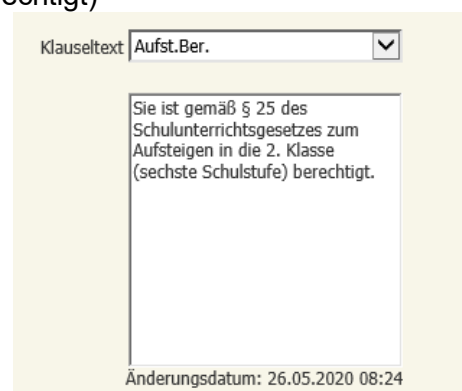 chtigt)
Klauseltext Aufst.Ber.
Sie ist gemäß § 25 des
Schulunterrichtsgesetzes zum
Aufsteigen in die 2. Klasse
(sechste Schulstufe) berechtigt.
Änderungsdatum: 26.05.2020 08:24